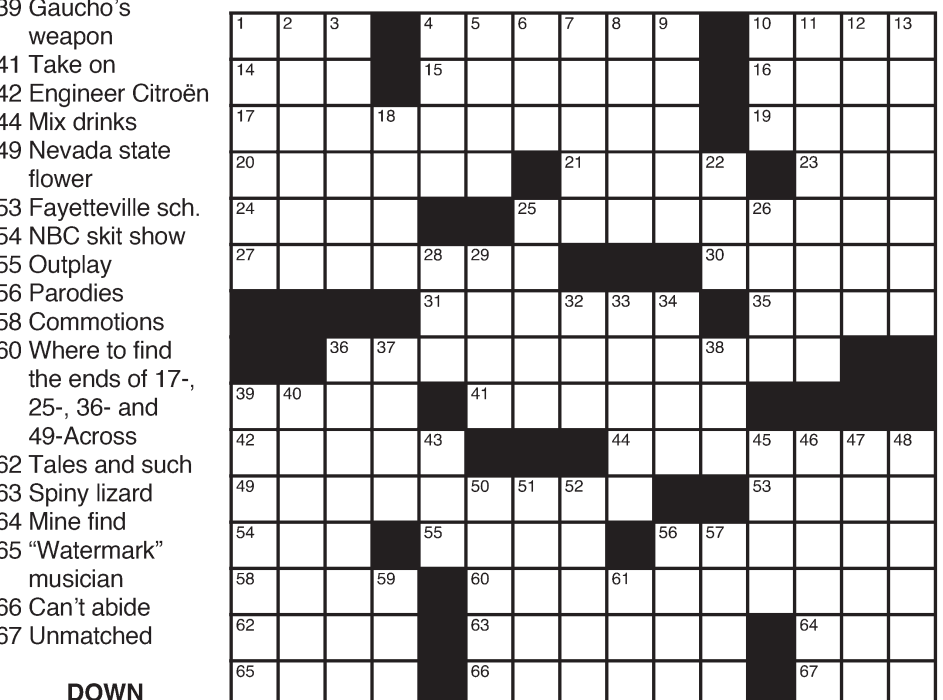 39 Gaucho's
weapon
41 Take on
42 Engineer Citroën
44 Mix drinks
49 Nevada state
flower
53 Fayetteville sch.
54 NBC skit show
55 Outplay
56 Parodies
58 Commotions
60 Where to find
the ends of 17-,
25-, 36- and
49-Across
62 Tales and such
63 Spiny lizard
64 Mine find
65 “Watermark”
musician
66 Can't abide
67 Unmatched
DOWN
1 2 3 4 5 6 7 8 9 10 11 12 13
14 15 16
17 18 19
20 21 22 23
24 25 26
27 28 29 30
31 32 33 34 35
36 37 38
39 40 41
42 43 44 45 46 47 48
49 50 51 52 53
54 55 56 57
58 59 60 61
62 63 64
65 66 67